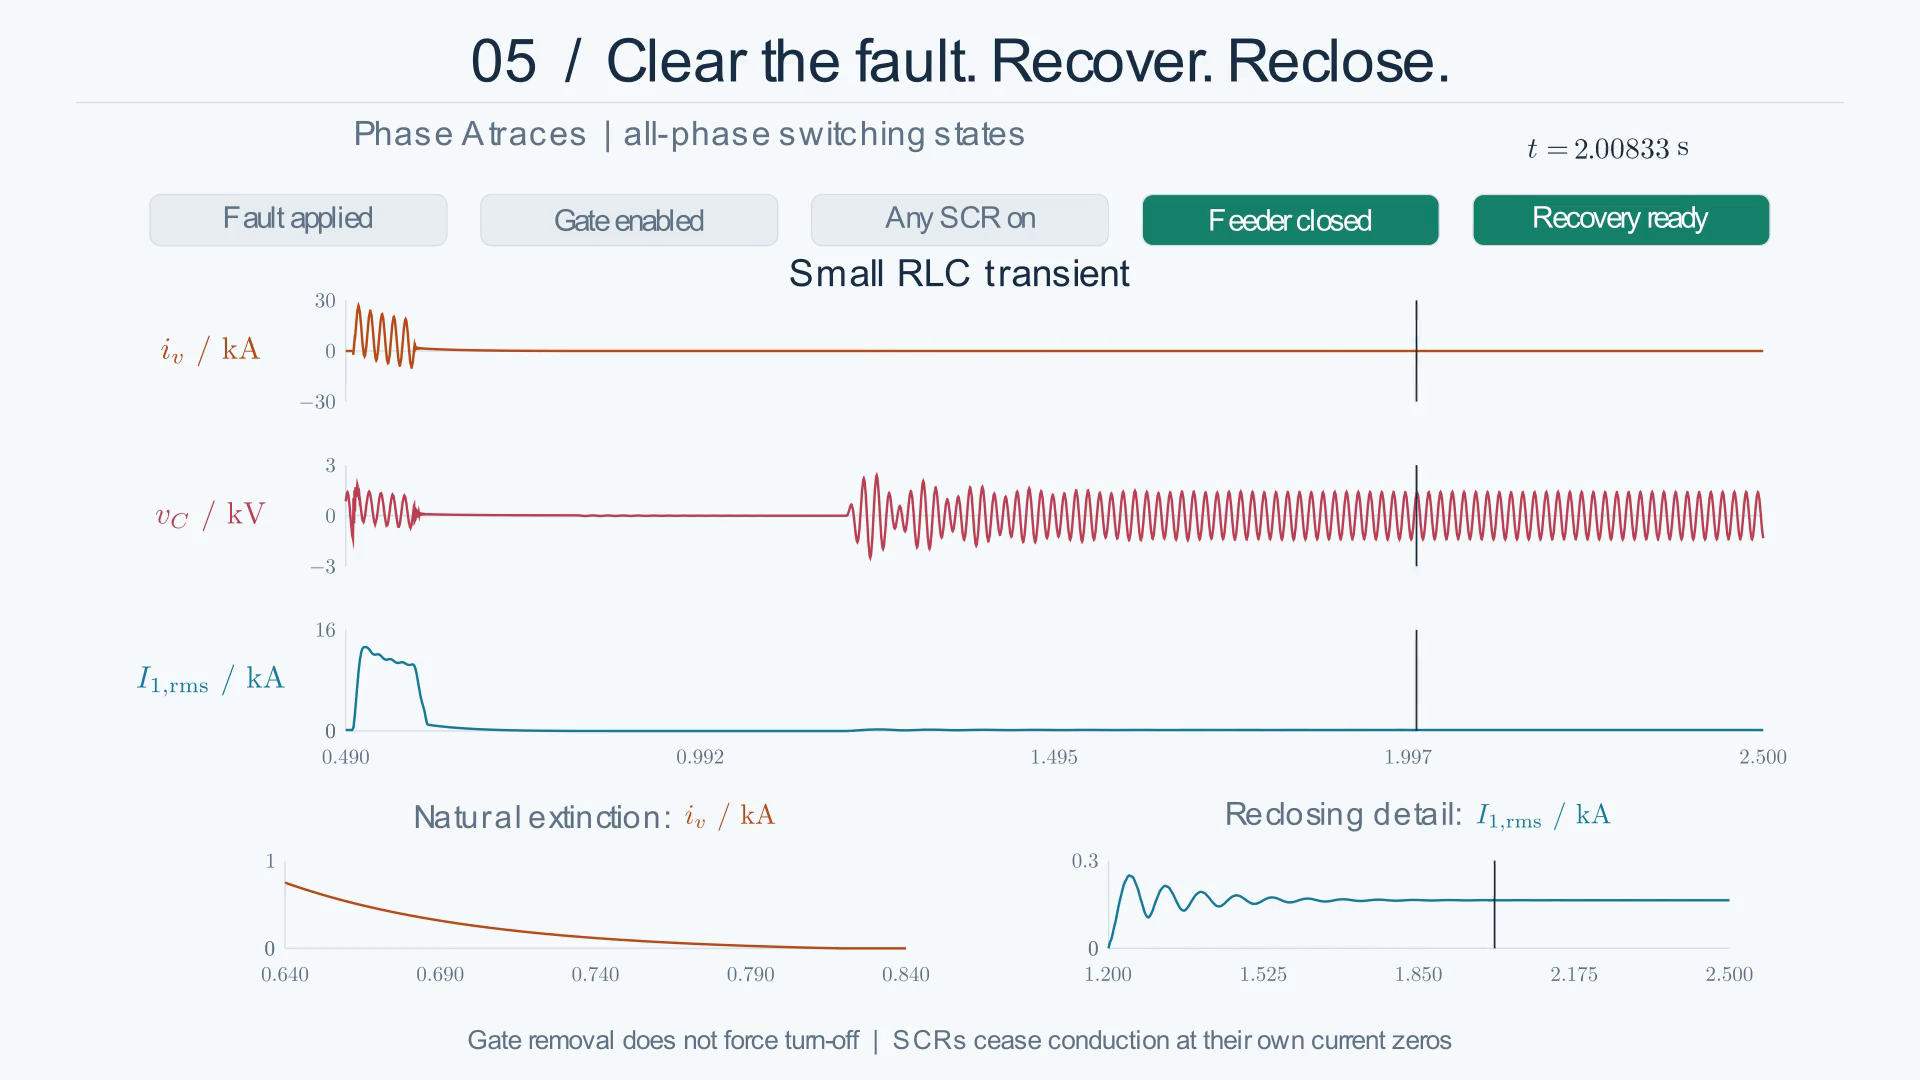 05 / Clear the fault. Recover. Reclose.
Phase A traces | all-phase switching states
t = 2.00833 s
Fault applied
Gate enabled
Any SCR on
Feeder closed
Recovery ready
Small RLC transient
30
i_v / kA
0
−30
3
v_C / kV
0
−3
16
I_1,rms / kA
0
0.490 0.992 1.495 1.997 2.500
Natural extinction: i_v / kA
1
0
0.640 0.690 0.740 0.790 0.840
Reclosing detail: I_1,rms / kA
0.3
0
1.200 1.525 1.850 2.175 2.500
Gate removal does not force turn-off | SCRs cease conduction at their own current zeros